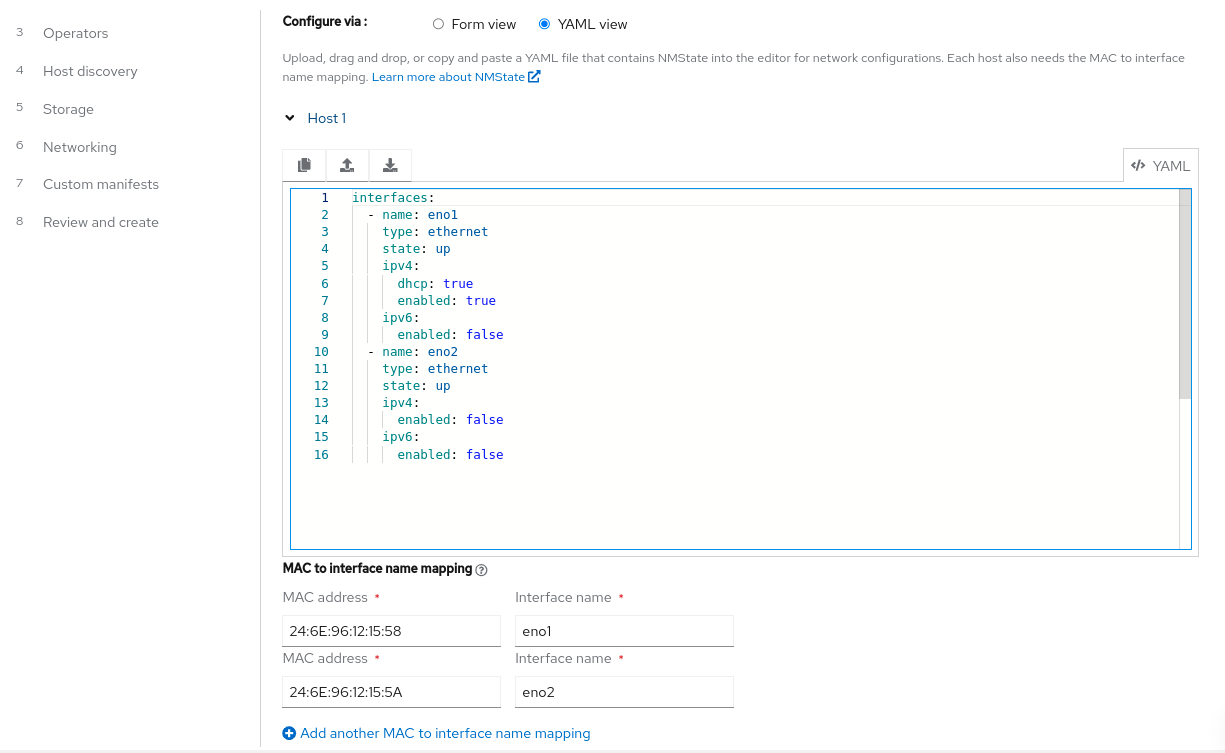 3 Operators
4 Host discovery
5 Storage
6 Networking
7 Custom manifests
8 Review and create
Configure via :
Form view
YAML view
Upload, drag and drop, or copy and paste a YAML file that contains NMState into the editor for network configurations. Each host also needs the MAC to interface
name mapping. Learn more about NMState
Host 1
YAML
1 interfaces:
2   - name: eno1
3     type: ethernet
4     state: up
5     ipv4:
6       dhcp: true
7       enabled: true
8     ipv6:
9       enabled: false
10   - name: eno2
11     type: ethernet
12     state: up
13     ipv4:
14       enabled: false
15     ipv6:
16       enabled: false
MAC to interface name mapping
MAC address * Interface name *
24:6E:96:12:15:58 eno1
MAC address * Interface name *
24:6E:96:12:15:5A eno2
Add another MAC to interface name mapping